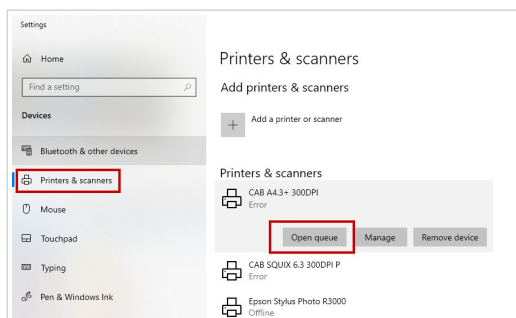 Settings
Home
Find a setting
Devices
Bluetooth & other devices
Printers & scanners
Mouse
Touchpad
Typing
Pen & Windows Ink
Printers & scanners
Add printers & scanners
Add a printer or scanner
Printers & scanners
CAB A4.3+ 300DPI
Error
Open queue Manage Remove device
CAB SQUIX 6.3 300DPI P
Error
Epson Stylus Photo R3000
Offline